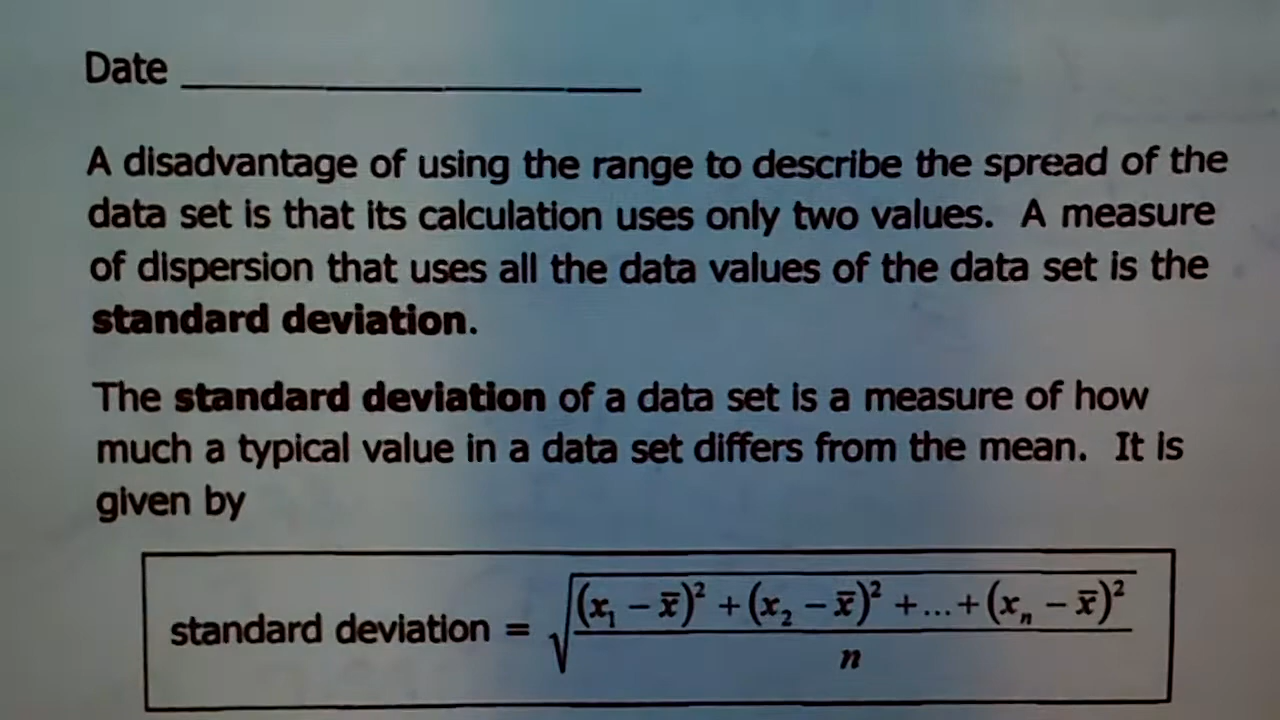 Date ____________________
A disadvantage of using the range to describe the spread of the
data set is that its calculation uses only two values. A measure
of dispersion that uses all the data values of the data set is the
standard deviation.
The standard deviation of a data set is a measure of how
much a typical value in a data set differs from the mean. It is
given by
standard deviation = √(((x₁ − x̄)² + (x₂ − x̄)² + ... + (xₙ − x̄)²) / n)